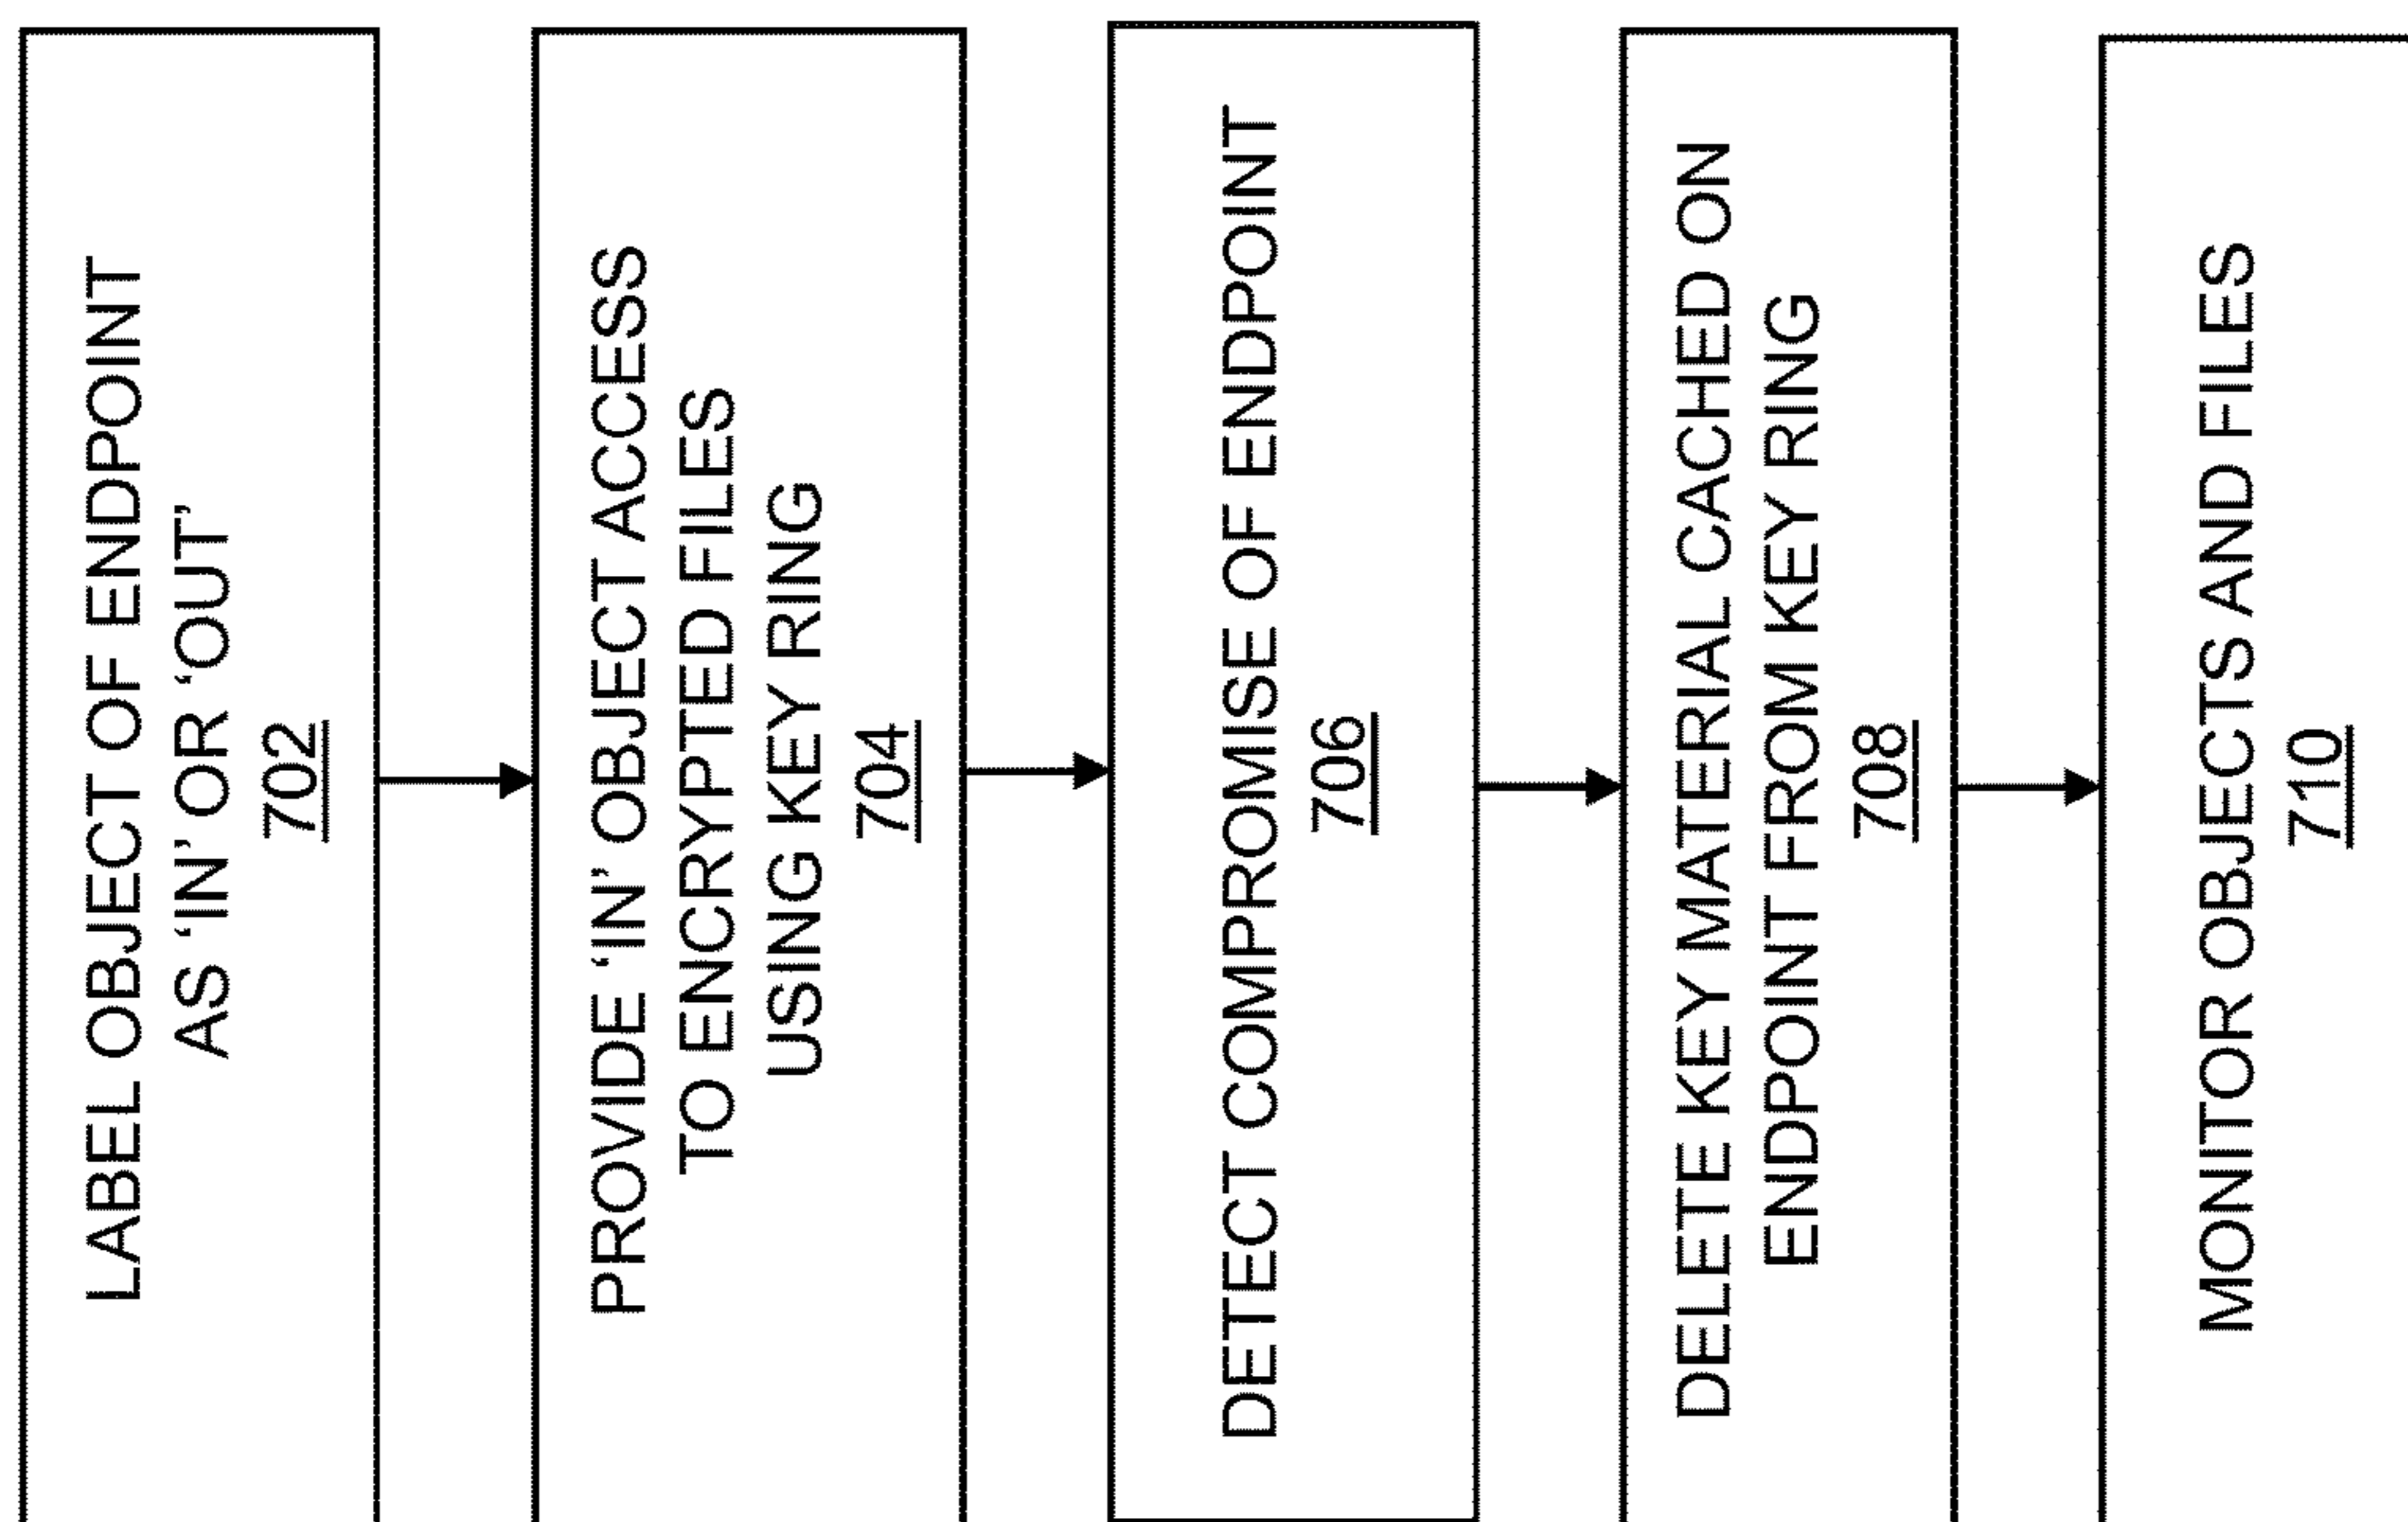 LABEL OBJECT OF ENDPOINT
AS ‘IN’ OR ‘OUT’
702
PROVIDE ‘IN’ OBJECT ACCESS
TO ENCRYPTED FILES
USING KEY RING
704
DETECT COMPROMISE OF ENDPOINT
706
DELETE KEY MATERIAL CACHED ON
ENDPOINT FROM KEY RING
708
MONITOR OBJECTS AND FILES
710